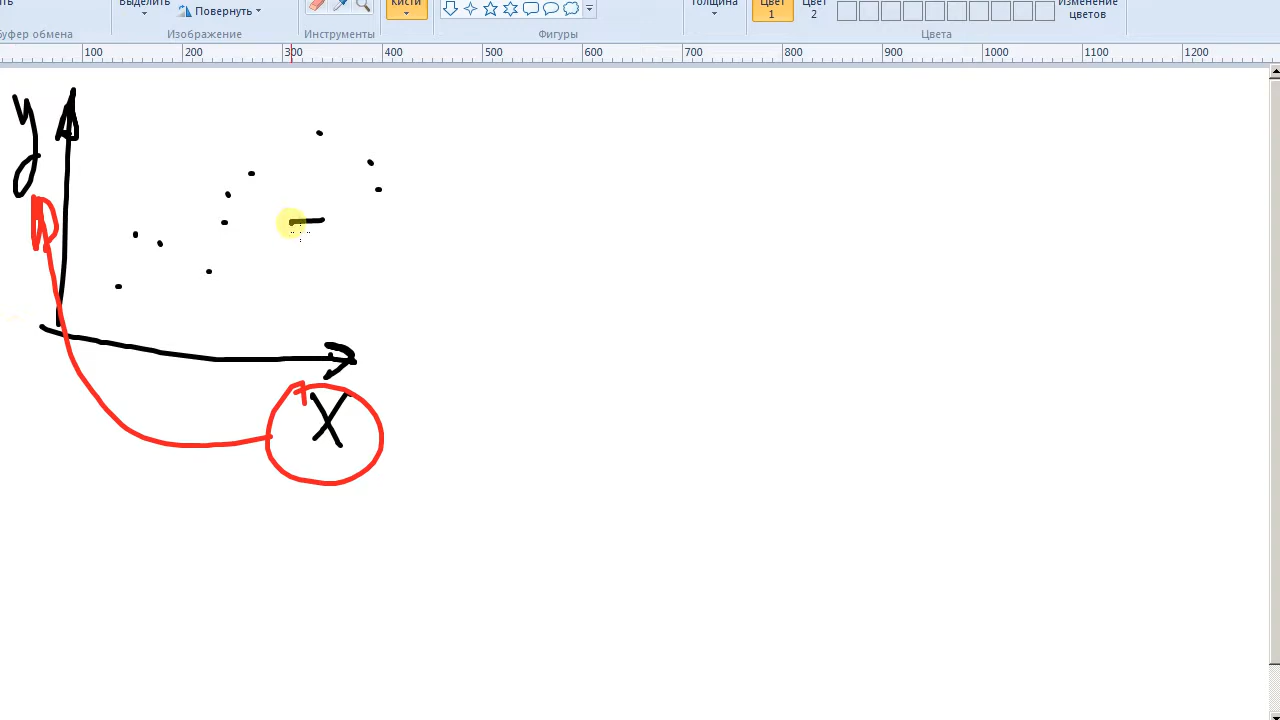 ть
Выделить
Повернуть
Кисти
Толщина
Цвет
1
Цвет
2
Изменение
цветов
буфер обмена
Изображение
Инструменты
Фигуры
Цвета
100 200 300 400 500 600 700 800 900 1000 1100 1200
y
X